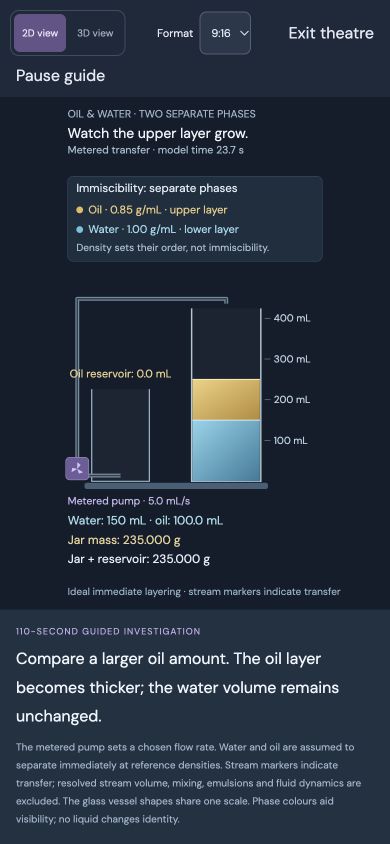 2D view
3D view
Format
9:16
Exit theatre
Pause guide
OIL & WATER · TWO SEPARATE PHASES
Watch the upper layer grow.
Metered transfer · model time 23.7 s
Immiscibility: separate phases
Oil · 0.85 g/mL · upper layer
Water · 1.00 g/mL · lower layer
Density sets their order, not immiscibility.
400 mL
300 mL
Oil reservoir: 0.0 mL
200 mL
100 mL
Metered pump · 5.0 mL/s
Water: 150 mL · oil: 100.0 mL
Jar mass: 235.000 g
Jar + reservoir: 235.000 g
Ideal immediate layering · stream markers indicate transfer
110-SECOND GUIDED INVESTIGATION
Compare a larger oil amount. The oil layer
becomes thicker; the water volume remains
unchanged.
The metered pump sets a chosen flow rate. Water and oil are assumed to
separate immediately at reference densities. Stream markers indicate
transfer; resolved stream volume, mixing, emulsions and fluid dynamics are
excluded. The glass vessel shapes share one scale. Phase colours aid
visibility; no liquid changes identity.